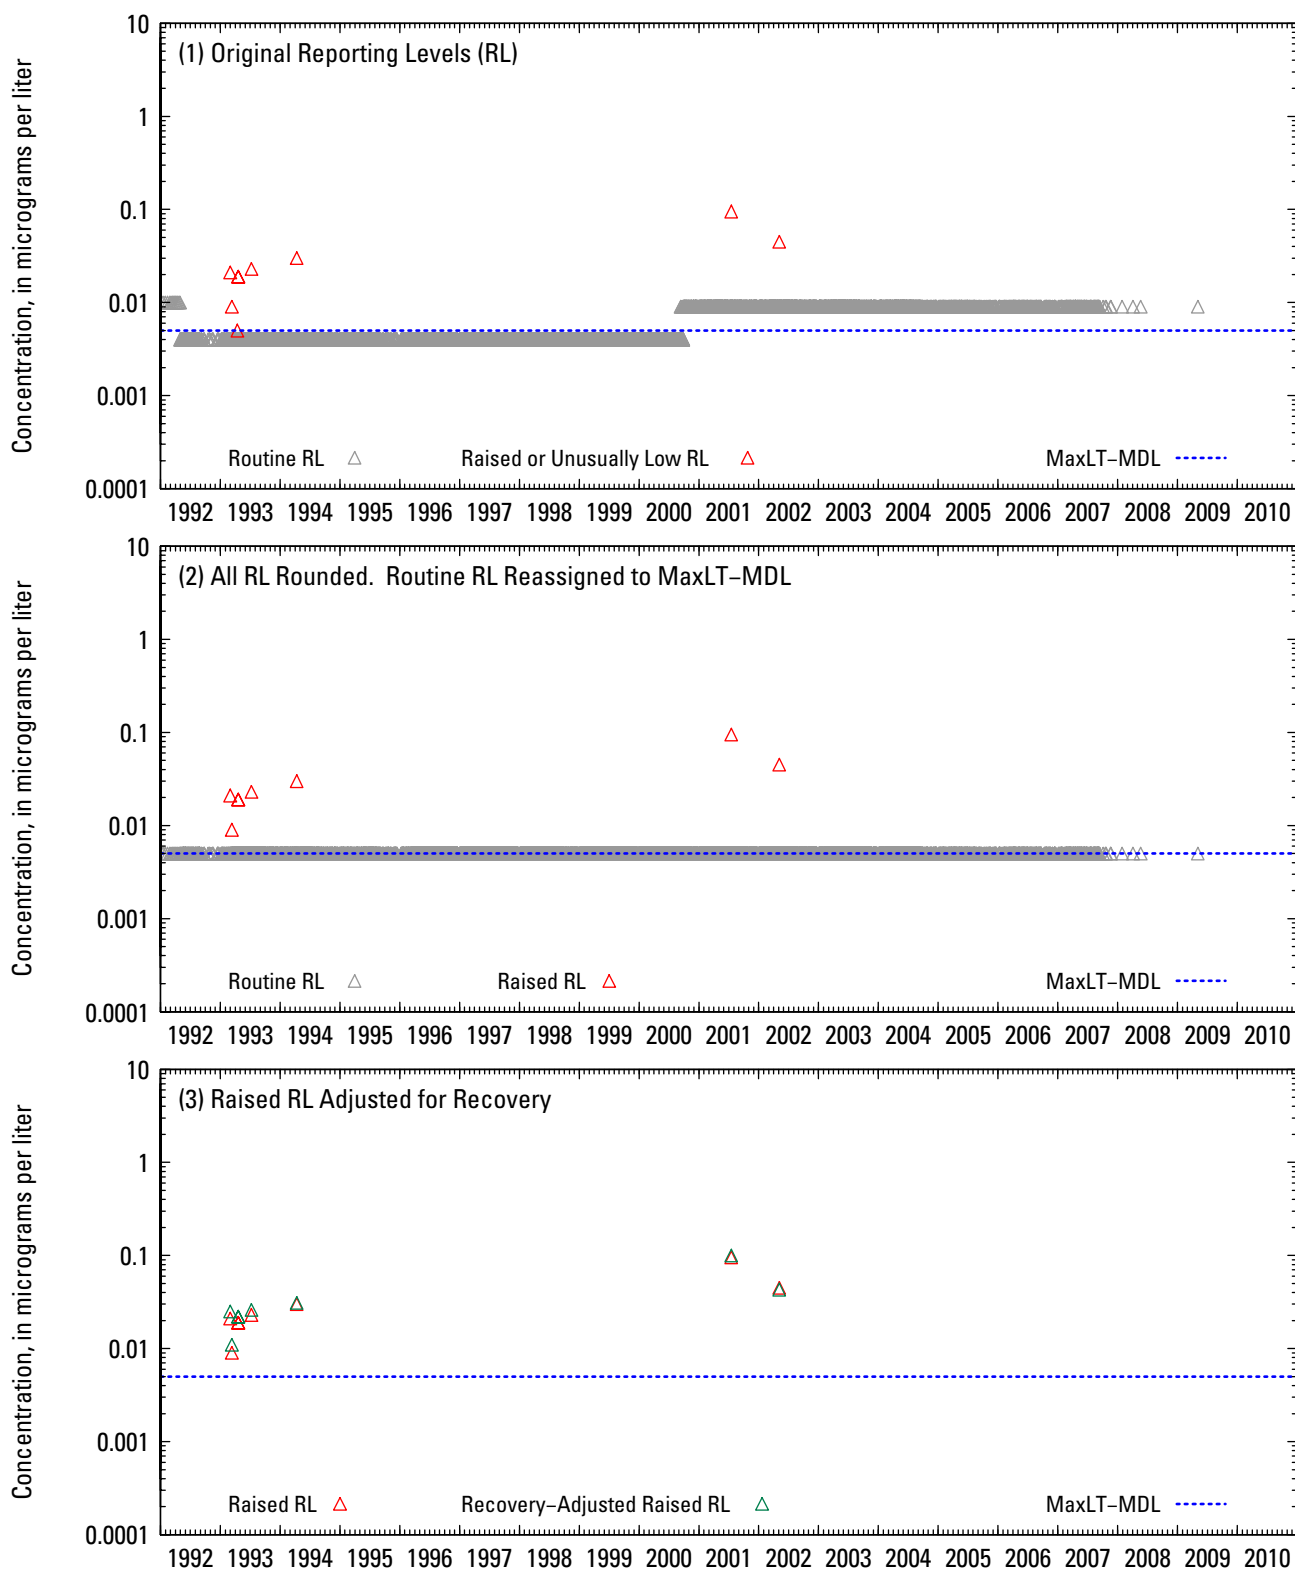 (1) Original Reporting Levels (RL)
Concentration, in micrograms per liter
10
1
0.1
0.01
0.001
0.0001
Routine RL
Raised or Unusually Low RL
MaxLT−MDL
1992 1993 1994 1995 1996 1997 1998 1999 2000 2001 2002 2003 2004 2005 2006 2007 2008 2009 2010
(2) All RL Rounded. Routine RL Reassigned to MaxLT−MDL
Concentration, in micrograms per liter
10
1
0.1
0.01
0.001
0.0001
Routine RL
Raised RL
MaxLT−MDL
1992 1993 1994 1995 1996 1997 1998 1999 2000 2001 2002 2003 2004 2005 2006 2007 2008 2009 2010
(3) Raised RL Adjusted for Recovery
Concentration, in micrograms per liter
10
1
0.1
0.01
0.001
0.0001
Raised RL
Recovery−Adjusted Raised RL
MaxLT−MDL
1992 1993 1994 1995 1996 1997 1998 1999 2000 2001 2002 2003 2004 2005 2006 2007 2008 2009 2010